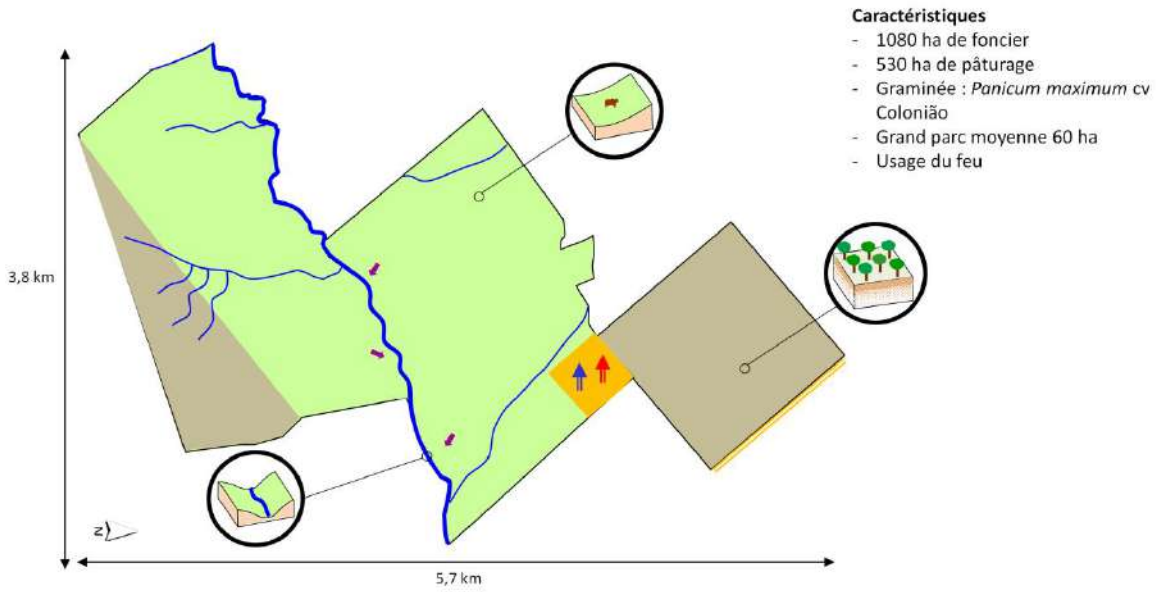 Caractéristiques
- 1080 ha de foncier
- 530 ha de pâturage
- Graminée : Panicum maximum cv
Colonião
- Grand parc moyenne 60 ha
- Usage du feu
3,8 km
N
5,7 km